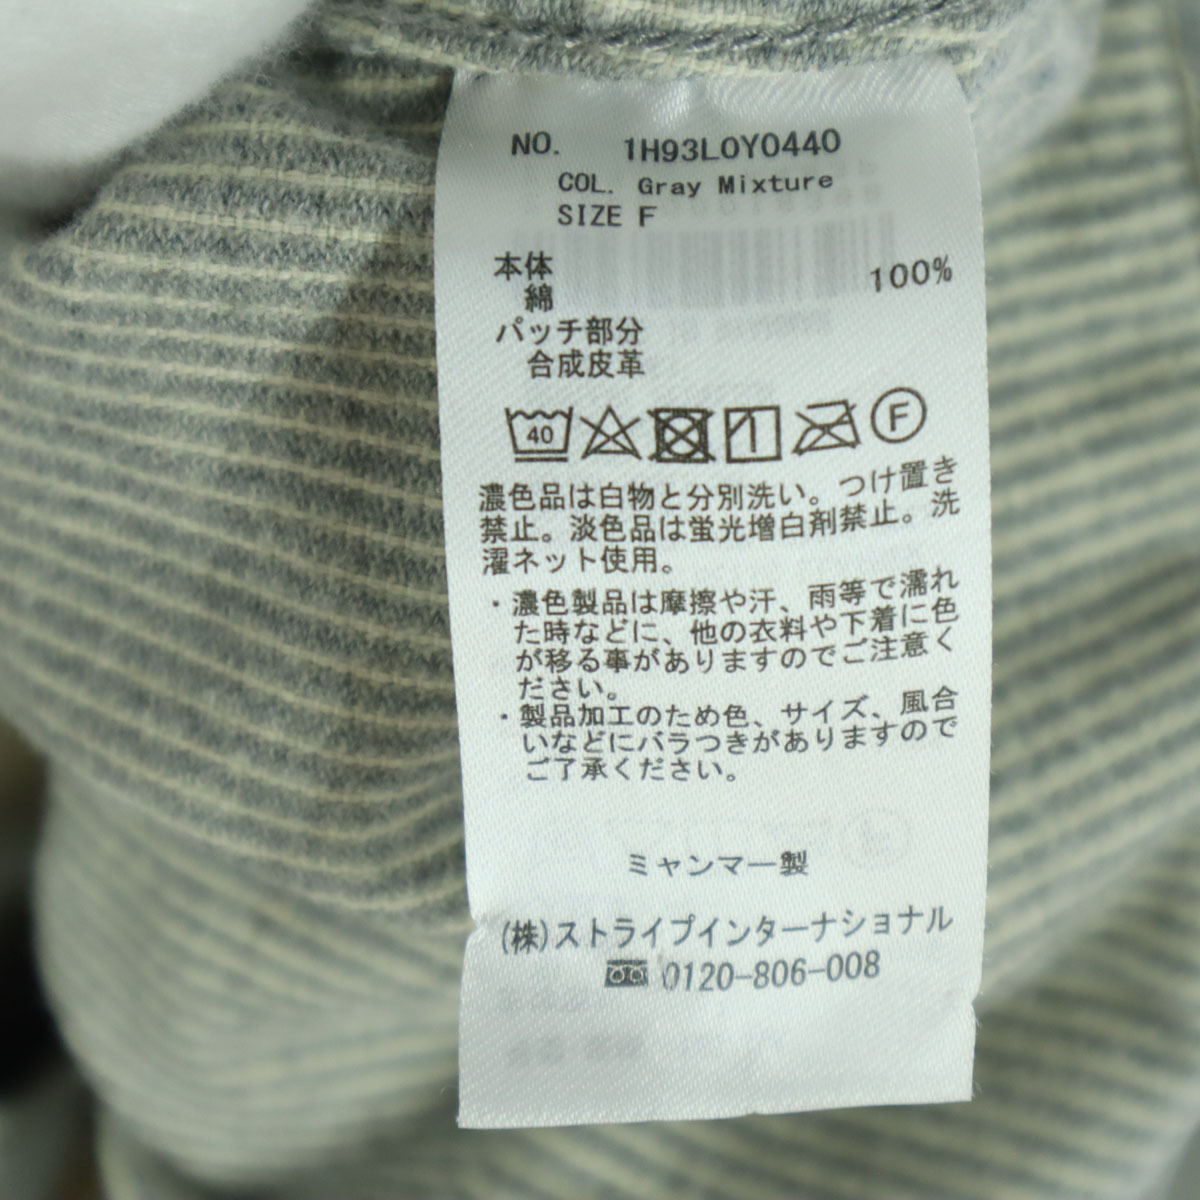 NO. 1H93L0Y0440
COL. Gray Mixture
SIZE F
本体
綿 100%
パッチ部分
合成皮革
40 F
濃色品は白物と分別洗い。つけ置き
禁止。淡色品は蛍光増白剤禁止。洗
濯ネット使用。
・濃色製品は摩擦や汗、雨等で濡れ
た時などに、他の衣料や下着に色
が移る事がありますのでご注意く
ださい。
・製品加工のため色、サイズ、風合
いなどにバラつきがありますので
ご了承ください。
ミャンマー製
(株)ストライプインターナショナル
0120-806-008